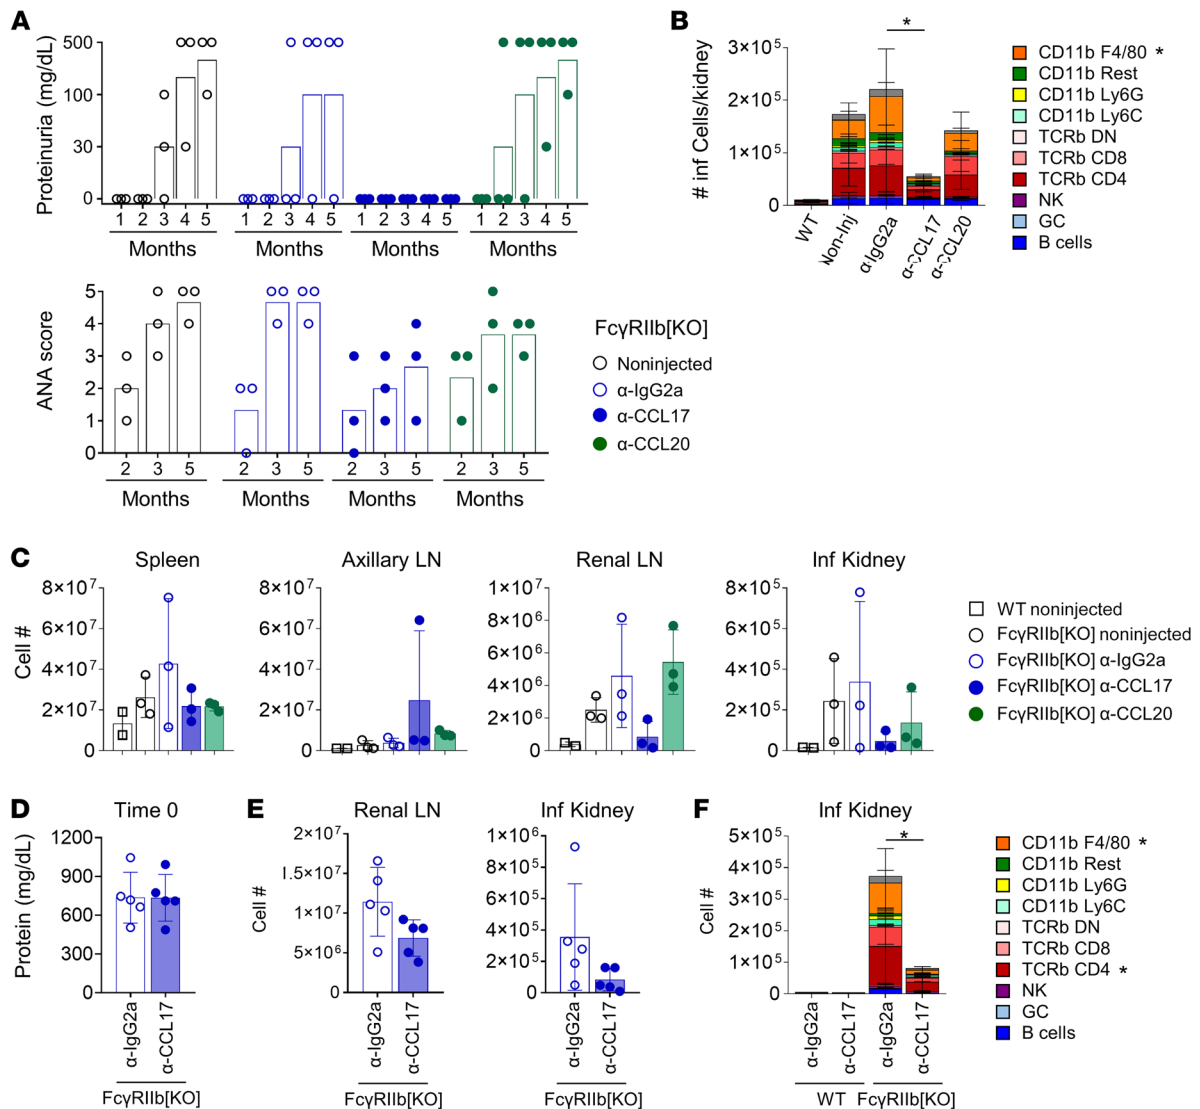 A
Proteinuria (mg/dL)
500
100
30
0
1 2 3 4 5
1 2 3 4 5
1 2 3 4 5
1 2 3 4 5
Months
Months
Months
Months
ANA score
5
4
3
2
1
0
2 3 5
2 3 5
2 3 5
2 3 5
Months
Months
Months
Months
FcγRIIb[KO]
Noninjected
α-IgG2a
α-CCL17
α-CCL20
B
# inf Cells/kidney
3×10⁵
2×10⁵
1×10⁵
0
*
WT
Non-Inj
α-IgG2a
α-CCL17
α-CCL20
CD11b F4/80 *
CD11b Rest
CD11b Ly6G
CD11b Ly6C
TCRb DN
TCRb CD8
TCRb CD4
NK
GC
B cells
C
Spleen
Cell #
8×10⁷
6×10⁷
4×10⁷
2×10⁷
0
Axillary LN
8×10⁷
6×10⁷
4×10⁷
2×10⁷
0
Renal LN
1×10⁷
8×10⁶
6×10⁶
4×10⁶
2×10⁶
0
Inf Kidney
8×10⁵
6×10⁵
4×10⁵
2×10⁵
0
WT noninjected
FcγRIIb[KO] noninjected
FcγRIIb[KO] α-IgG2a
FcγRIIb[KO] α-CCL17
FcγRIIb[KO] α-CCL20
D
Time 0
Protein (mg/dL)
1200
900
600
300
0
α-IgG2a
α-CCL17
FcγRIIb[KO]
E
Renal LN
Cell #
2×10⁷
1.5×10⁷
1×10⁷
5×10⁶
0
α-IgG2a
α-CCL17
FcγRIIb[KO]
Inf Kidney
1×10⁶
8×10⁵
6×10⁵
4×10⁵
2×10⁵
0
α-IgG2a
α-CCL17
FcγRIIb[KO]
F
Inf Kidney
Cell #
5×10⁵
4×10⁵
3×10⁵
2×10⁵
1×10⁵
0
*
α-IgG2a
α-CCL17
α-IgG2a
α-CCL17
WT FcγRIIb[KO]
CD11b F4/80 *
CD11b Rest
CD11b Ly6G
CD11b Ly6C
TCRb DN
TCRb CD8
TCRb CD4 *
NK
GC
B cells